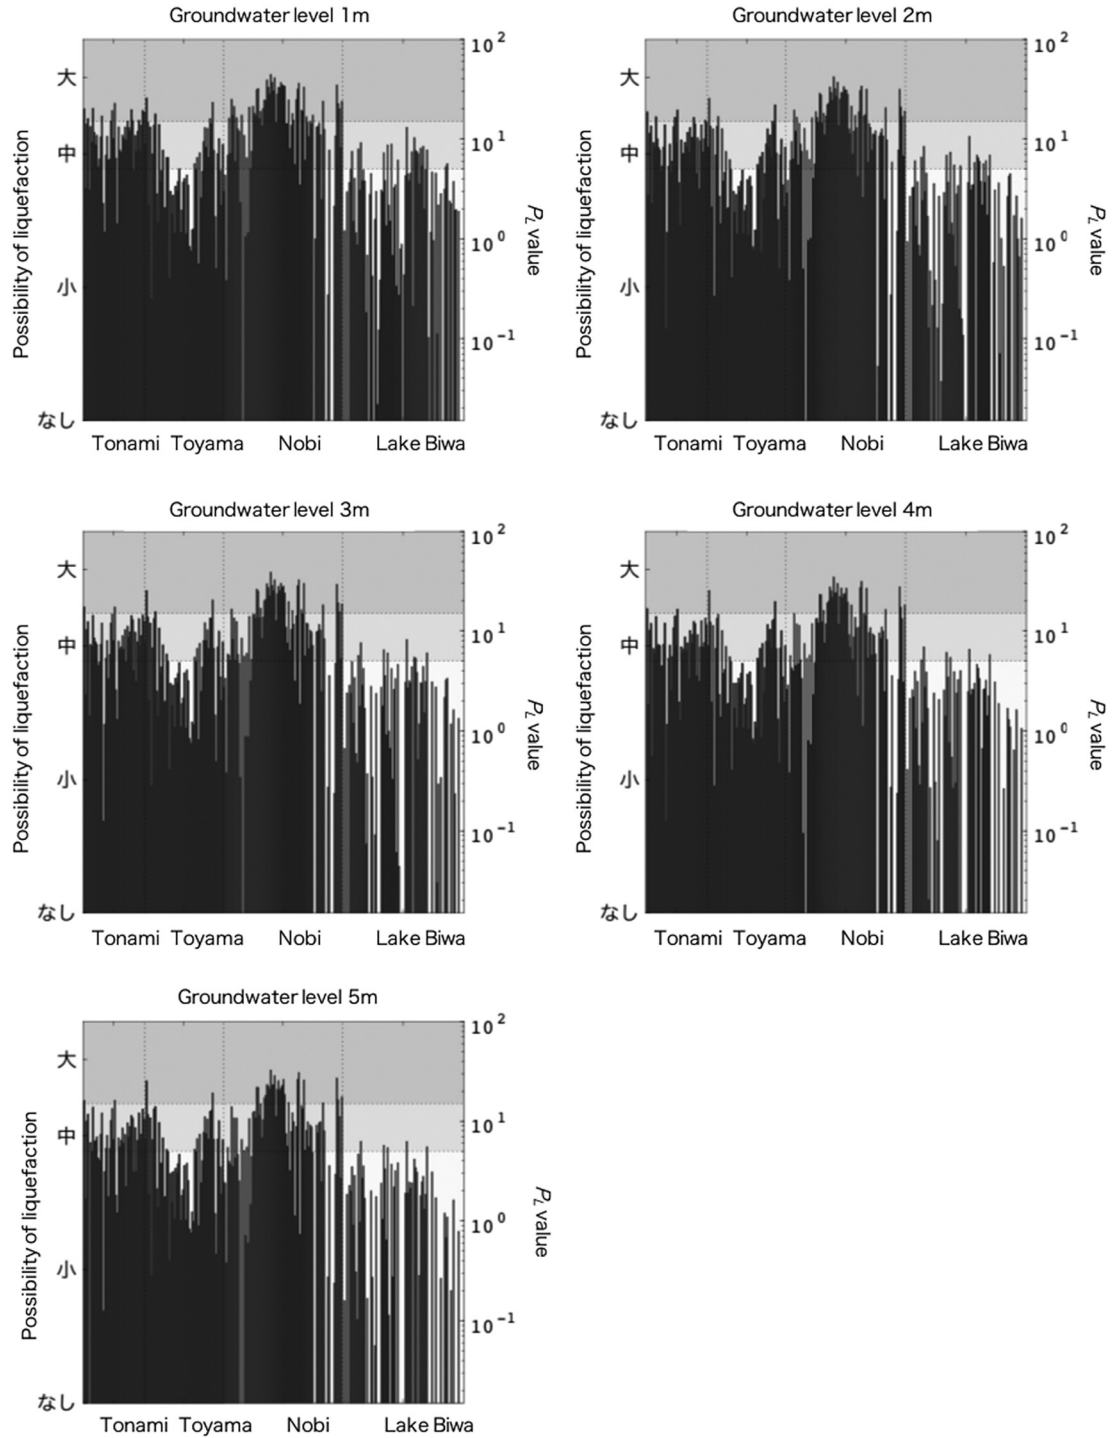 Groundwater level 1m
Possibility of liquefaction
大
中
小
なし
10²
10¹
10⁰
10⁻¹
P_L value
Tonami Toyama Nobi Lake Biwa
Groundwater level 2m
Possibility of liquefaction
大
中
小
なし
10²
10¹
10⁰
10⁻¹
P_L value
Tonami Toyama Nobi Lake Biwa
Groundwater level 3m
Possibility of liquefaction
大
中
小
なし
10²
10¹
10⁰
10⁻¹
P_L value
Tonami Toyama Nobi Lake Biwa
Groundwater level 4m
Possibility of liquefaction
大
中
小
なし
10²
10¹
10⁰
10⁻¹
P_L value
Tonami Toyama Nobi Lake Biwa
Groundwater level 5m
Possibility of liquefaction
大
中
小
なし
10²
10¹
10⁰
10⁻¹
P_L value
Tonami Toyama Nobi Lake Biwa